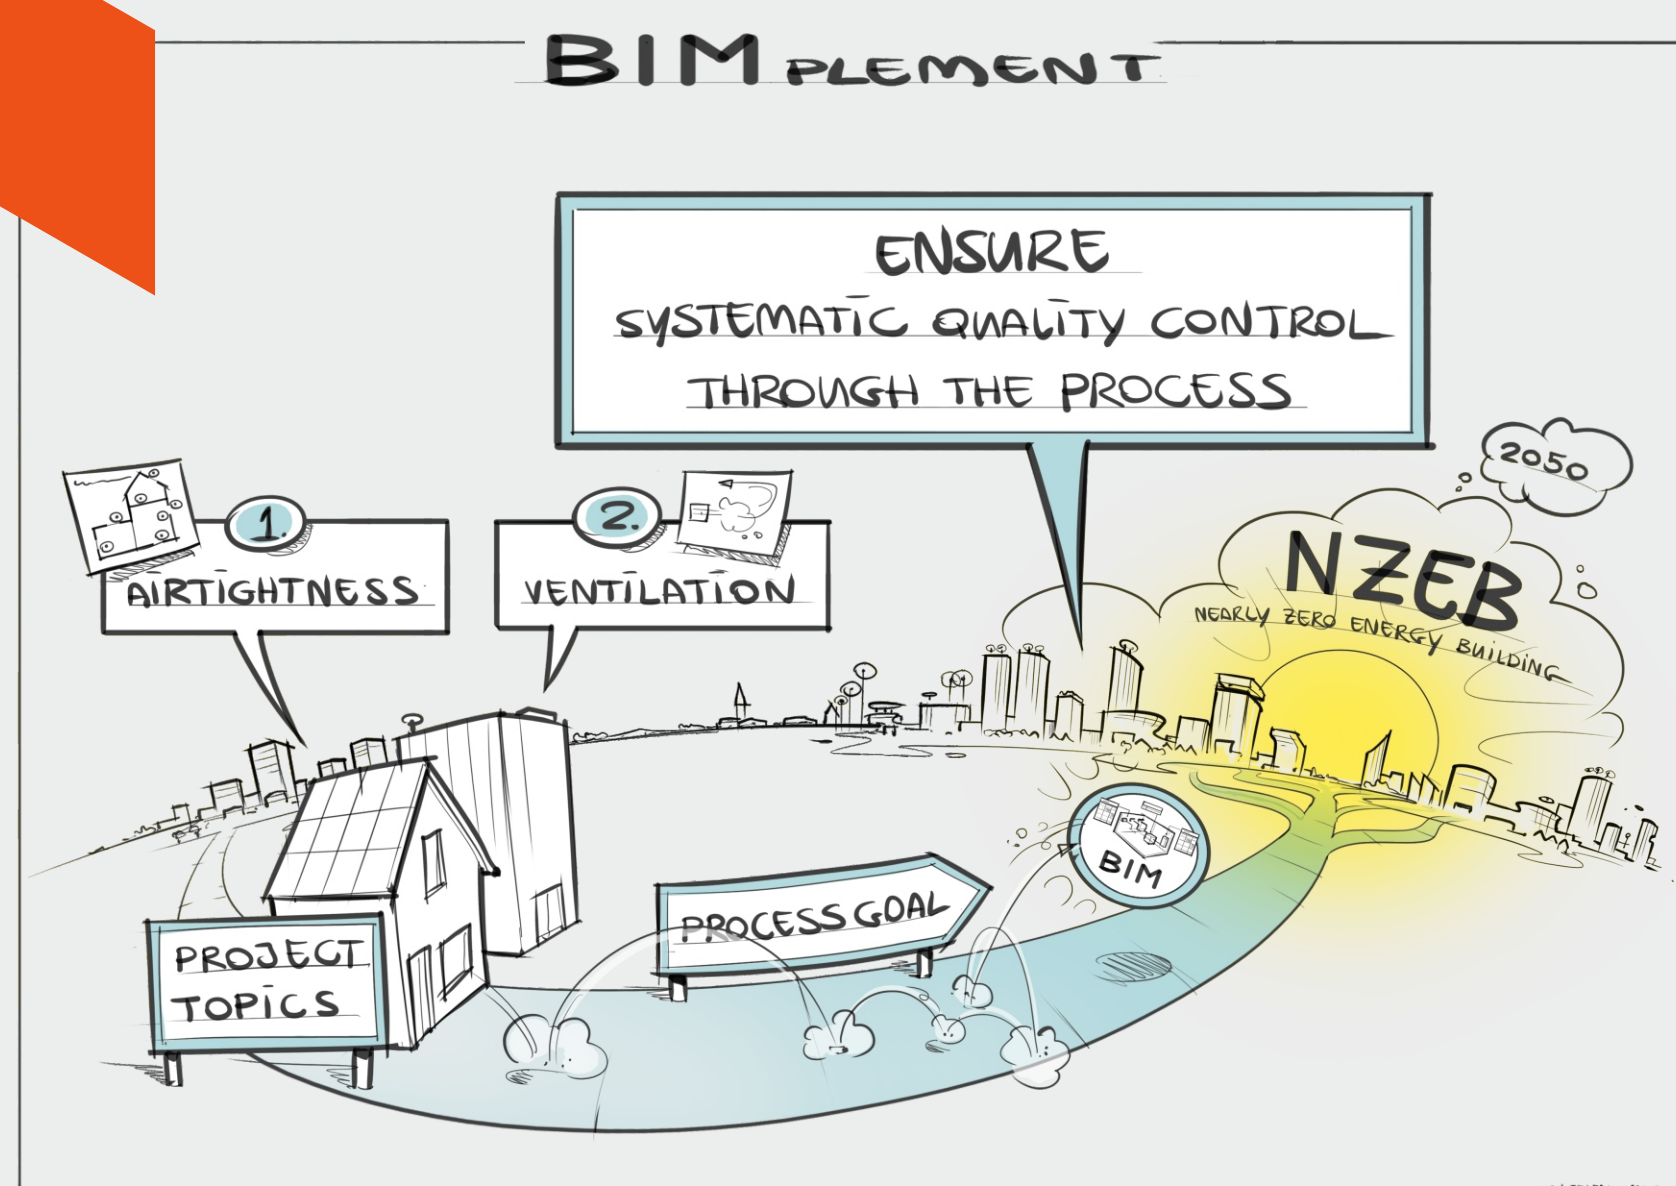 BIMPLEMENT
ENSURE
SYSTEMATIC QUALITY CONTROL
THROUGH THE PROCESS
2050
1.
AIRTIGHTNESS
2.
VENTILATION
NZEB
NEARLY ZERO ENERGY BUILDING
BIM
PROCESS GOAL
PROJECT
TOPICS